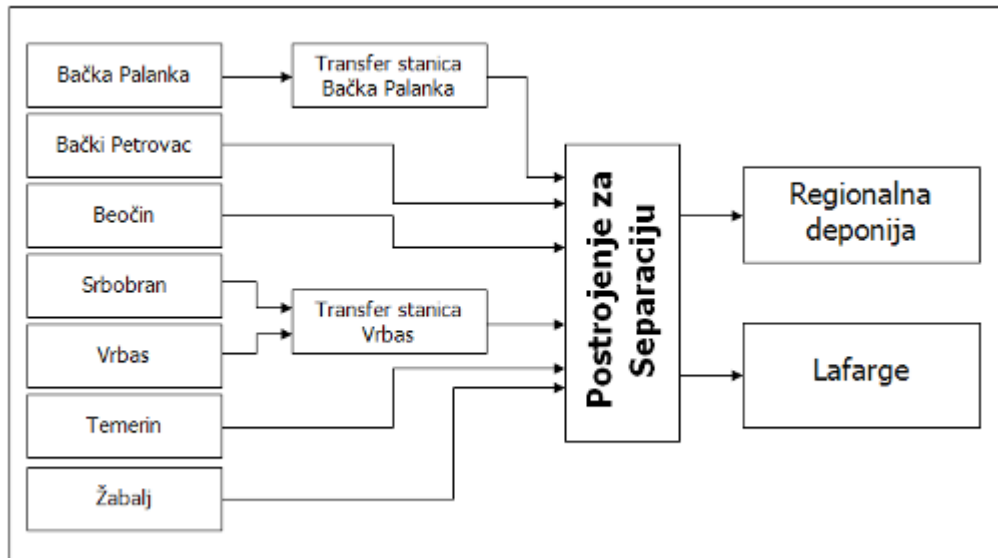 Bačka Palanka
Transfer stanica
Bačka Palanka
Bački Petrovac
Beočin
Srbobran
Transfer stanica
Vrbas
Vrbas
Temerin
Žabalj
Postrojenje za
Separaciju
Regionalna
deponija
Lafarge